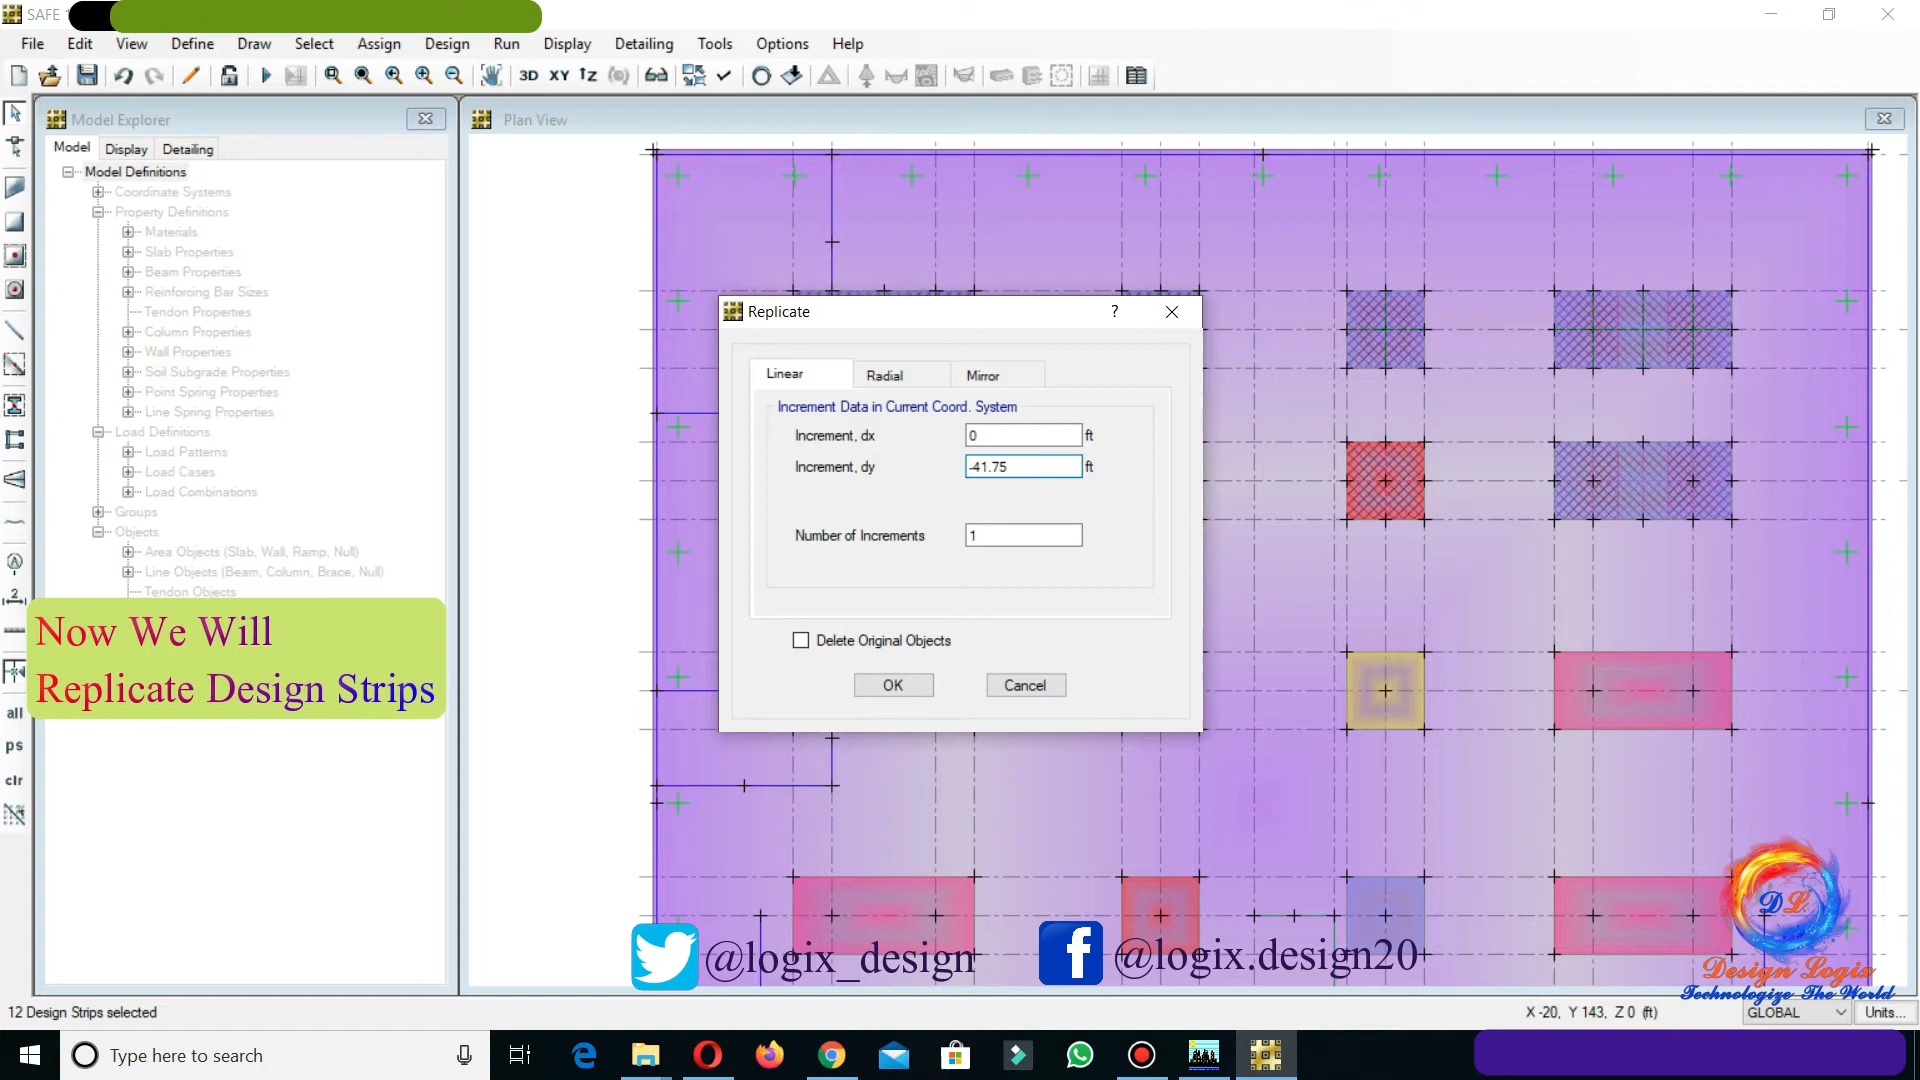 SAFE
File Edit View Define Draw Select Assign Design Run Display Detailing Tools Options Help
3D XY
Model Explorer
Plan View
Model Display Detailing
Model Definitions
Coordinate Systems
Property Definitions
Materials
Slab Properties
Beam Properties
Reinforcing Bar Sizes
Tendon Properties
Column Properties
Wall Properties
Soil Subgrade Properties
Point Spring Properties
Line Spring Properties
Load Definitions
Load Patterns
Load Cases
Load Combinations
Groups
Objects
Area Objects (Slab, Wall, Ramp, Null)
Line Objects (Beam, Column, Brace, Null)
Tendon Objects
Now We Will
Replicate Design Strips
all
ps
clr
Replicate ?
Linear Radial Mirror
Increment Data in Current Coord. System
Increment, dx 0 ft
Increment, dy -41.75 ft
Number of Increments 1
Delete Original Objects
OK Cancel
@logix_design
@logix.design20
DL
Design Logix
Technologize The World
12 Design Strips selected
X -20, Y 143, Z 0 (ft)
GLOBAL
Units...
Type here to search